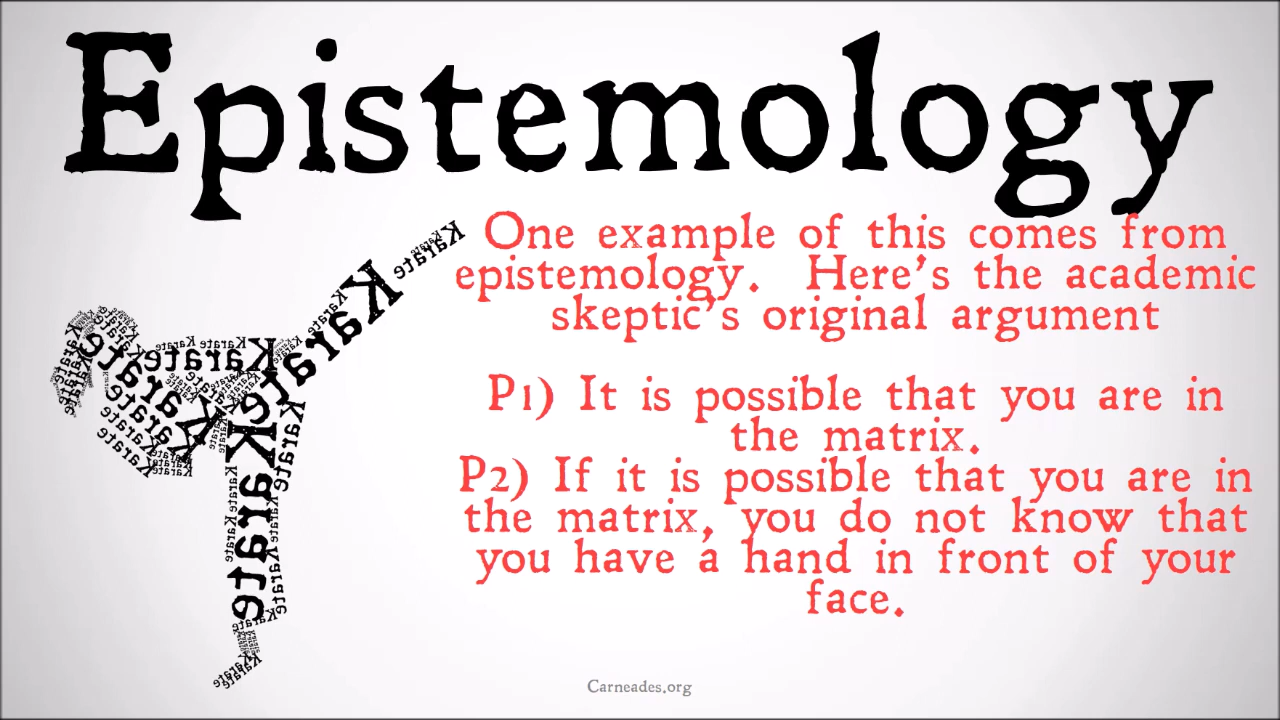 Epistemology
One example of this comes from
epistemology. Here's the academic
skeptic's original argument
P1) It is possible that you are in
the matrix.
P2) If it is possible that you are in
the matrix, you do not know that
you have a hand in front of your
face.
Karate
Carneades.org